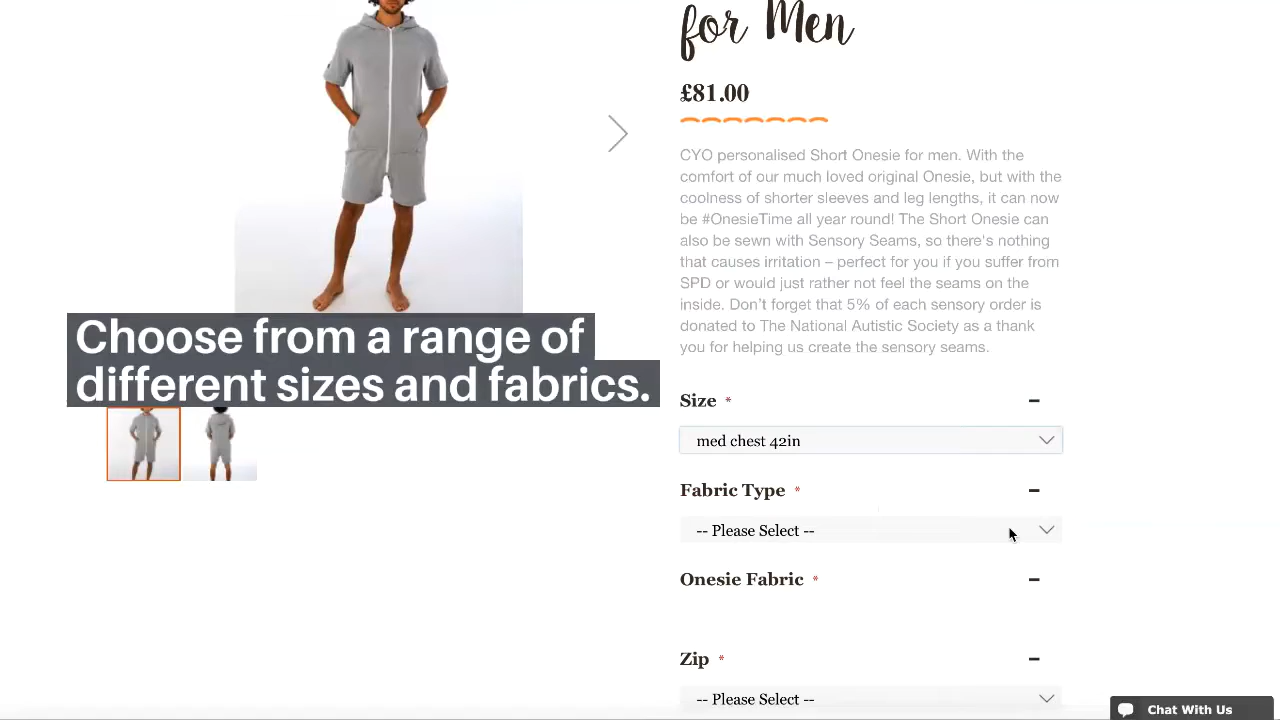 for Men
£81.00
CYO personalised Short Onesie for men. With the
comfort of our much loved original Onesie, but with the
coolness of shorter sleeves and leg lengths, it can now
be #OnesieTime all year round! The Short Onesie can
also be sewn with Sensory Seams, so there's nothing
that causes irritation – perfect for you if you suffer from
SPD or would just rather not feel the seams on the
inside. Don't forget that 5% of each sensory order is
donated to The National Autistic Society as a thank
you for helping us create the sensory seams.
Choose from a range of
different sizes and fabrics.
Size *
med chest 42in
Fabric Type *
-- Please Select --
Onesie Fabric *
Zip *
-- Please Select --
Chat With Us